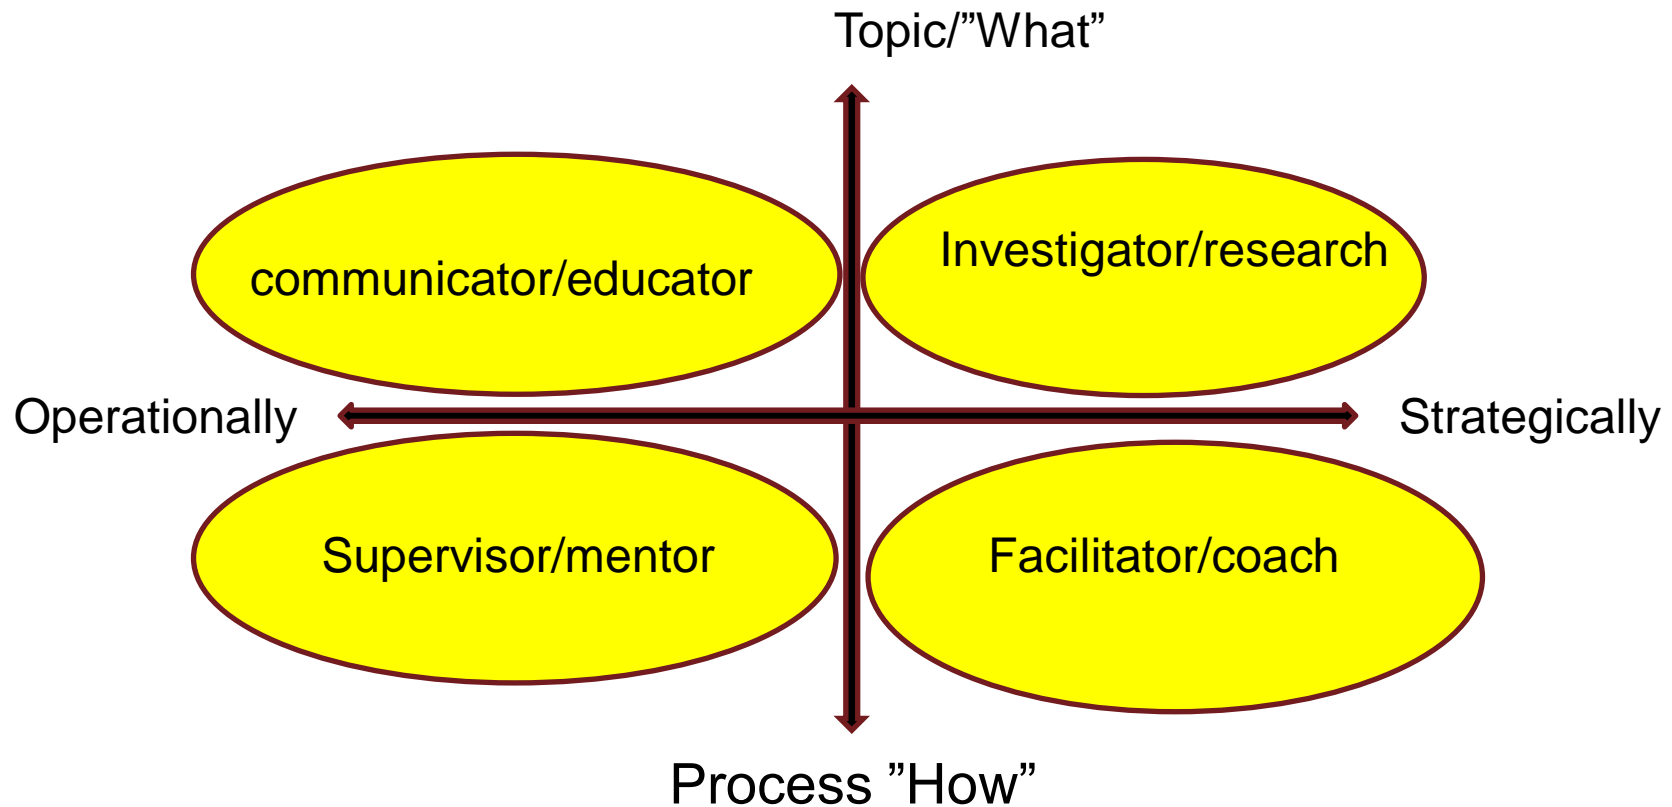 Topic/”What”
Investigator/research
communicator/educator
Operationally
Strategically
Supervisor/mentor
Facilitator/coach
Process ”How”